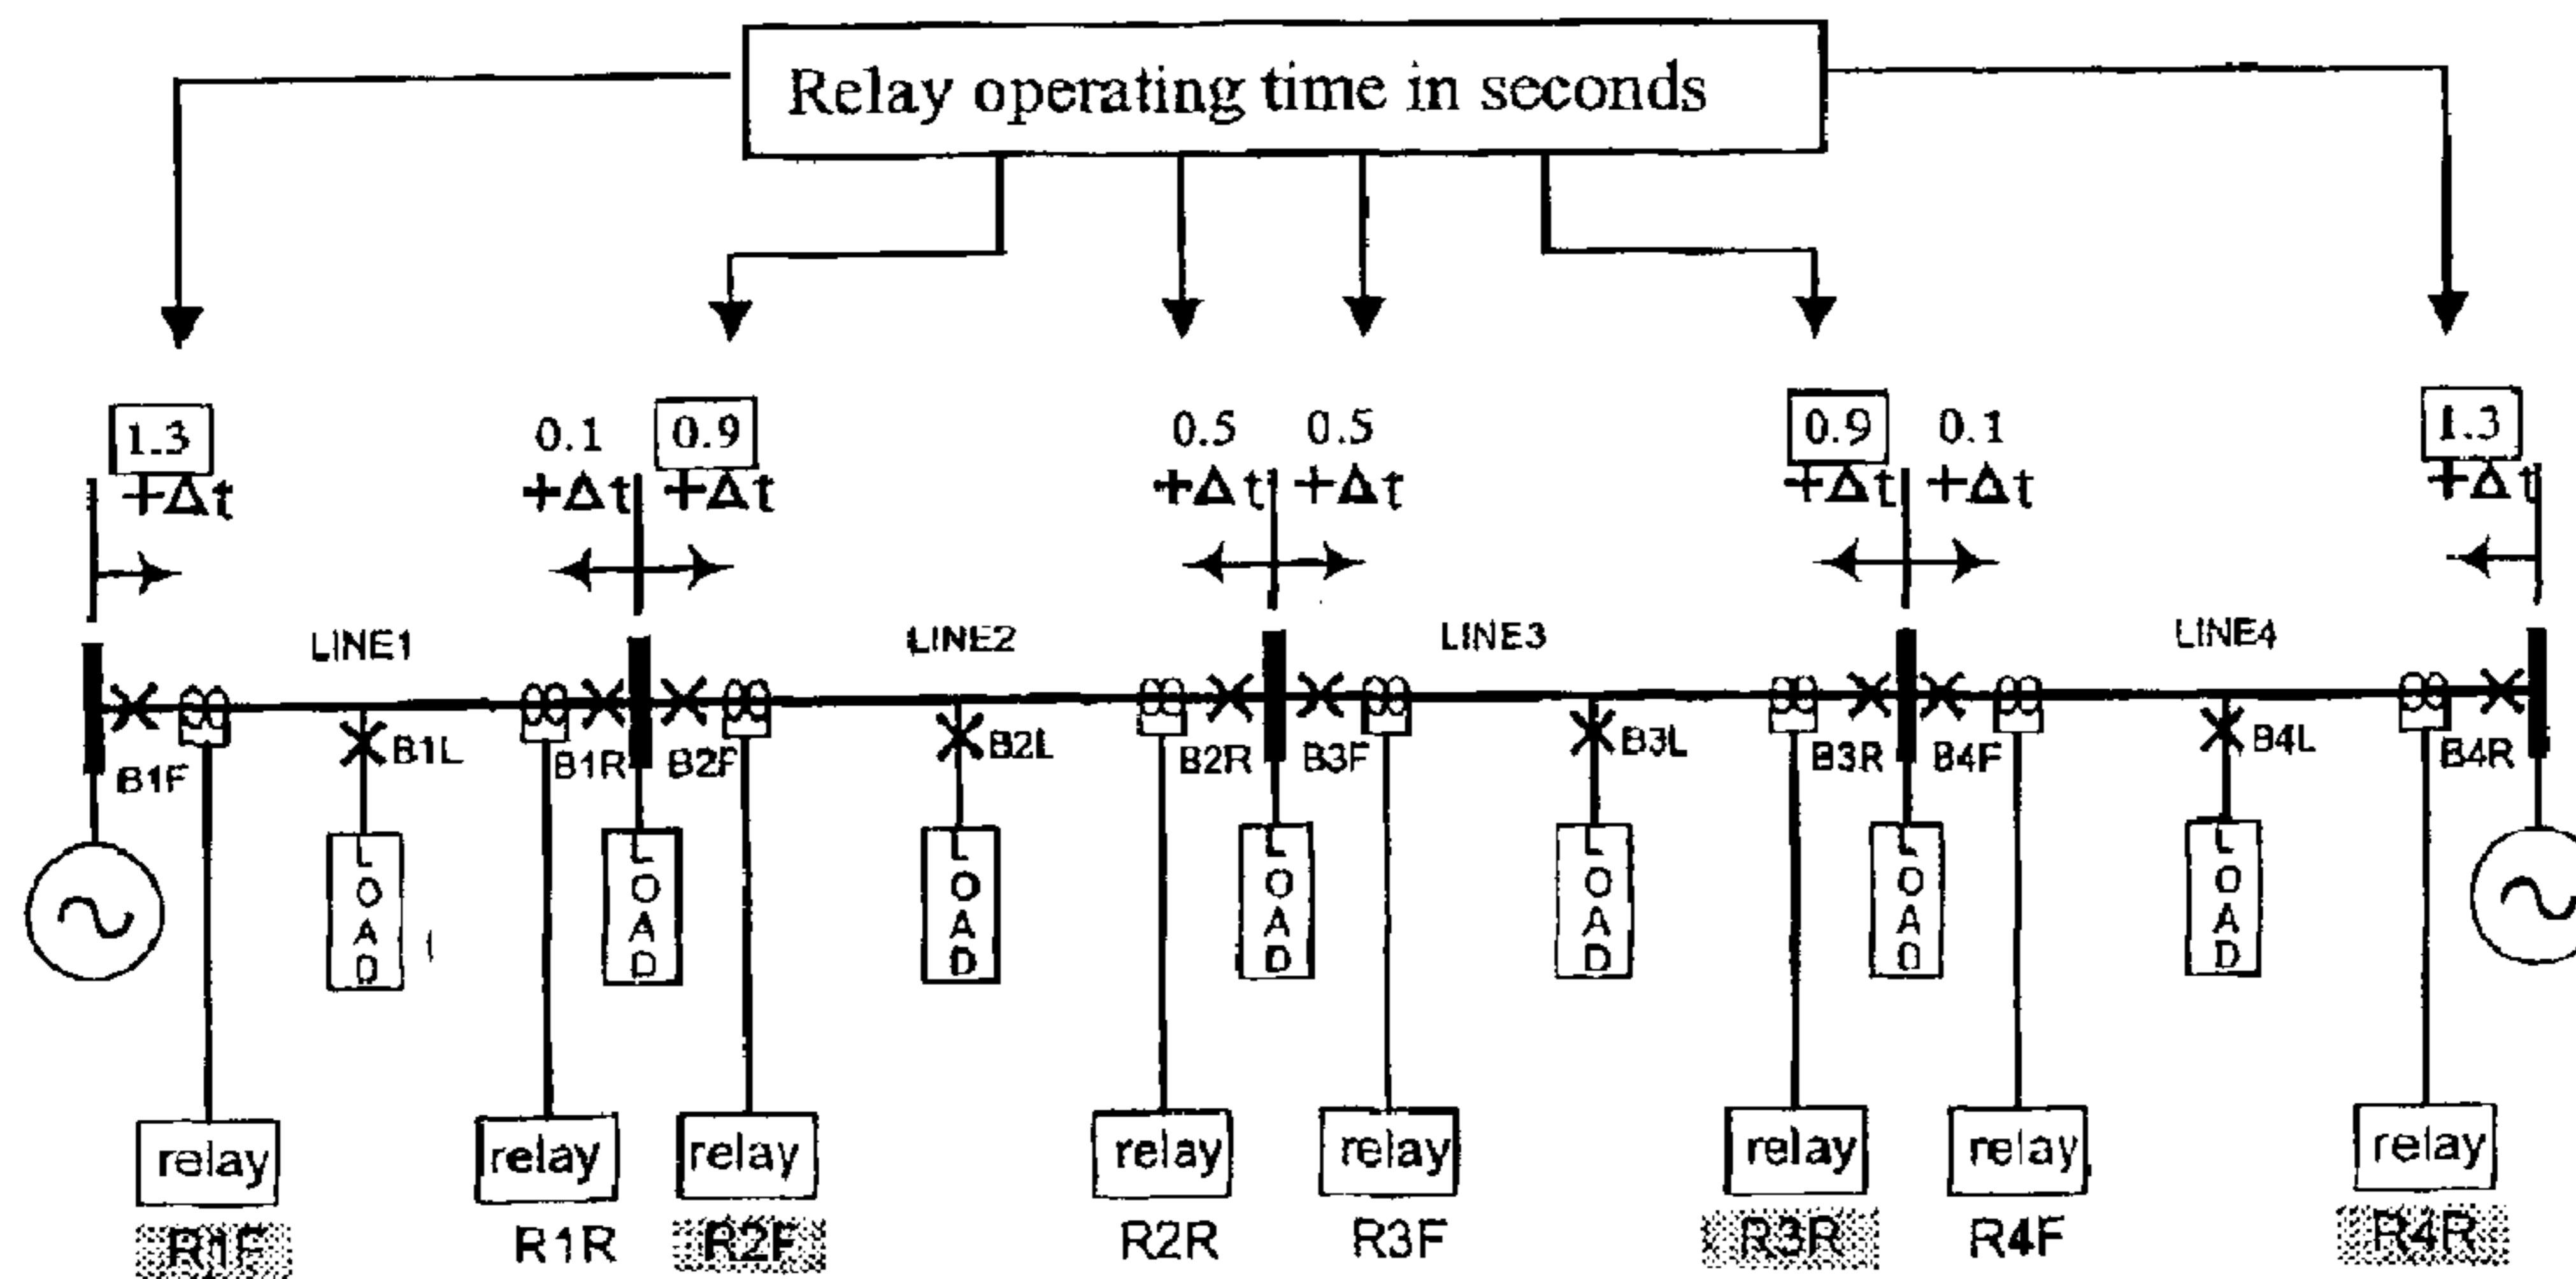 Relay operating time in seconds
1.3 0.1 0.9 0.5 0.5 0.9 0.1 1.3
+Δt +Δt +Δt +Δt +Δt +Δt +Δt +Δt
LINE1 LINE2 LINE3 LINE4
B1F B1L B1R B2F B2L B2R B3F B3L B3R B4F B4L B4R
LOAD LOAD LOAD LOAD LOAD LOAD LOAD
relay relay relay relay relay relay relay relay
R1F R1R R2F R2R R3F R3R R4F R4R